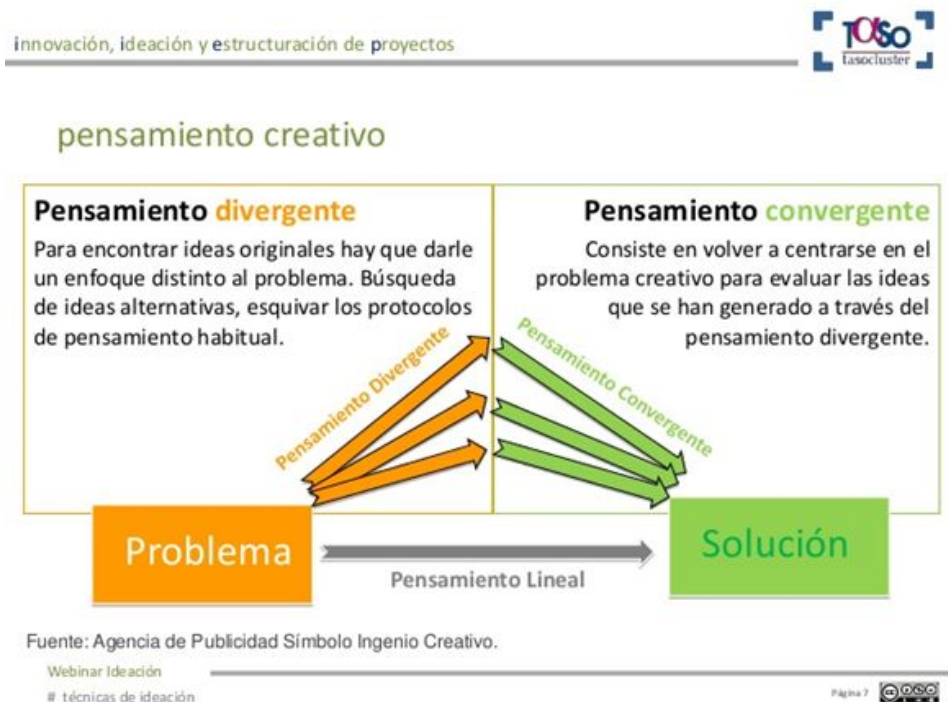 innovación, ideación y estructuración de proyectos
TaSo
tasocluster
pensamiento creativo
Pensamiento divergente
Para encontrar ideas originales hay que darle
un enfoque distinto al problema. Búsqueda
de ideas alternativas, esquivar los protocolos
de pensamiento habitual.
Pensamiento convergente
Consiste en volver a centrarse en el
problema creativo para evaluar las ideas
que se han generado a través del
pensamiento divergente.
Pensamiento Divergente
Pensamiento Convergente
Problema
Pensamiento Lineal
Solución
Fuente: Agencia de Publicidad Símbolo Ingenio Creativo.
Webinar Ideación
# técnicas de ideación
Página 7